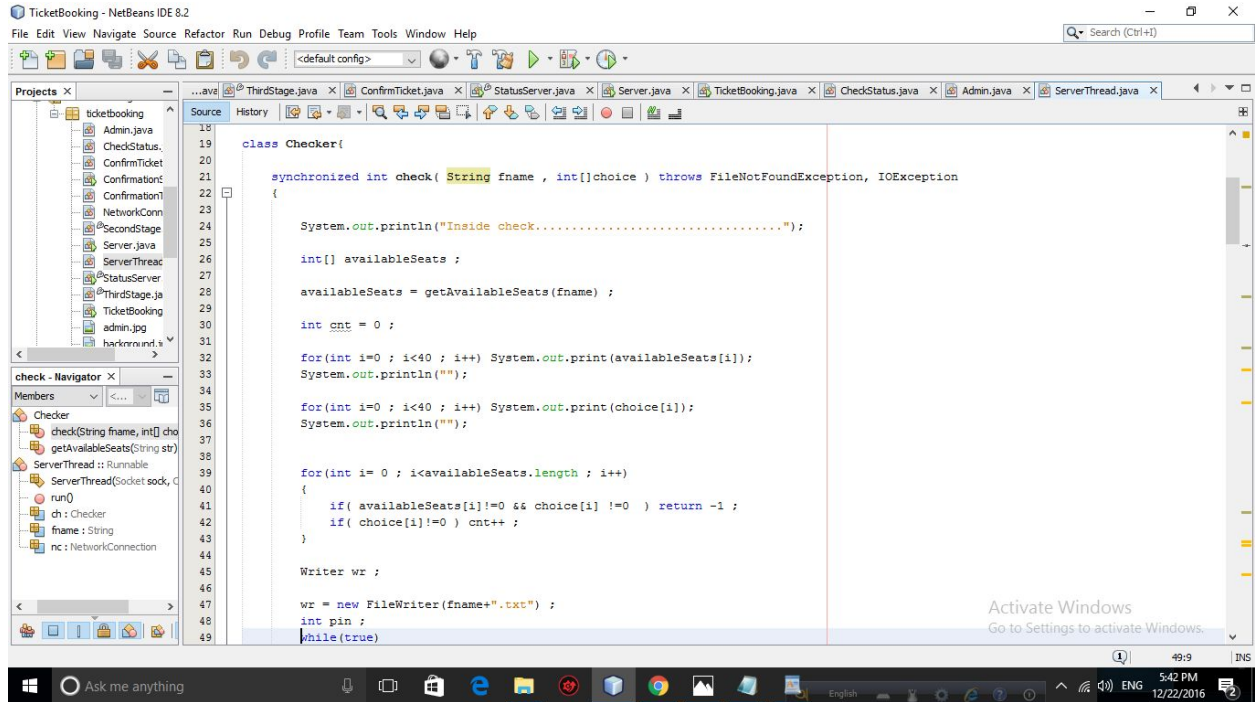 TicketBooking - NetBeans IDE 8.2
File Edit View Navigate Source Refactor Run Debug Profile Team Tools Window Help
Search (Ctrl+I)
<default config>
Projects
...ava ThirdStage.java ConfirmTicket.java StatusServer.java Server.java TicketBooking.java CheckStatus.java Admin.java ServerThread.java
ticketbooking
Admin.java
CheckStatus.
ConfirmTicket
ConfirmationS
ConfirmationT
NetworkConn
SecondStage
Server.java
ServerThread
StatusServer
ThirdStage.ja
TicketBooking
admin.jpg
background.j
check - Navigator
Members <...
Checker
check(String fname, int[] cho
getAvailableSeats(String str)
ServerThread :: Runnable
ServerThread(Socket sock, C
run()
ch : Checker
fname : String
nc : NetworkConnection
Source History
18
19 class Checker{
20
21 synchronized int check( String fname , int[]choice ) throws FileNotFoundException, IOException
22 {
23
24 System.out.println("Inside check..................................");
25
26 int[] availableSeats ;
27
28 availableSeats = getAvailableSeats(fname) ;
29
30 int cnt = 0 ;
31
32 for(int i=0 ; i<40 ; i++) System.out.print(availableSeats[i]);
33 System.out.println("");
34
35 for(int i=0 ; i<40 ; i++) System.out.print(choice[i]);
36 System.out.println("");
37
38
39 for(int i= 0 ; i<availableSeats.length ; i++)
40 {
41 if( availableSeats[i]!=0 && choice[i] !=0 ) return -1 ;
42 if( choice[i]!=0 ) cnt++ ;
43 }
44
45 Writer wr ;
46
47 wr = new FileWriter(fname+".txt") ;
48 int pin ;
49 while(true)
Activate Windows
Go to Settings to activate Windows.
1 49:9 INS
Ask me anything
English
ENG
5:42 PM
12/22/2016
2